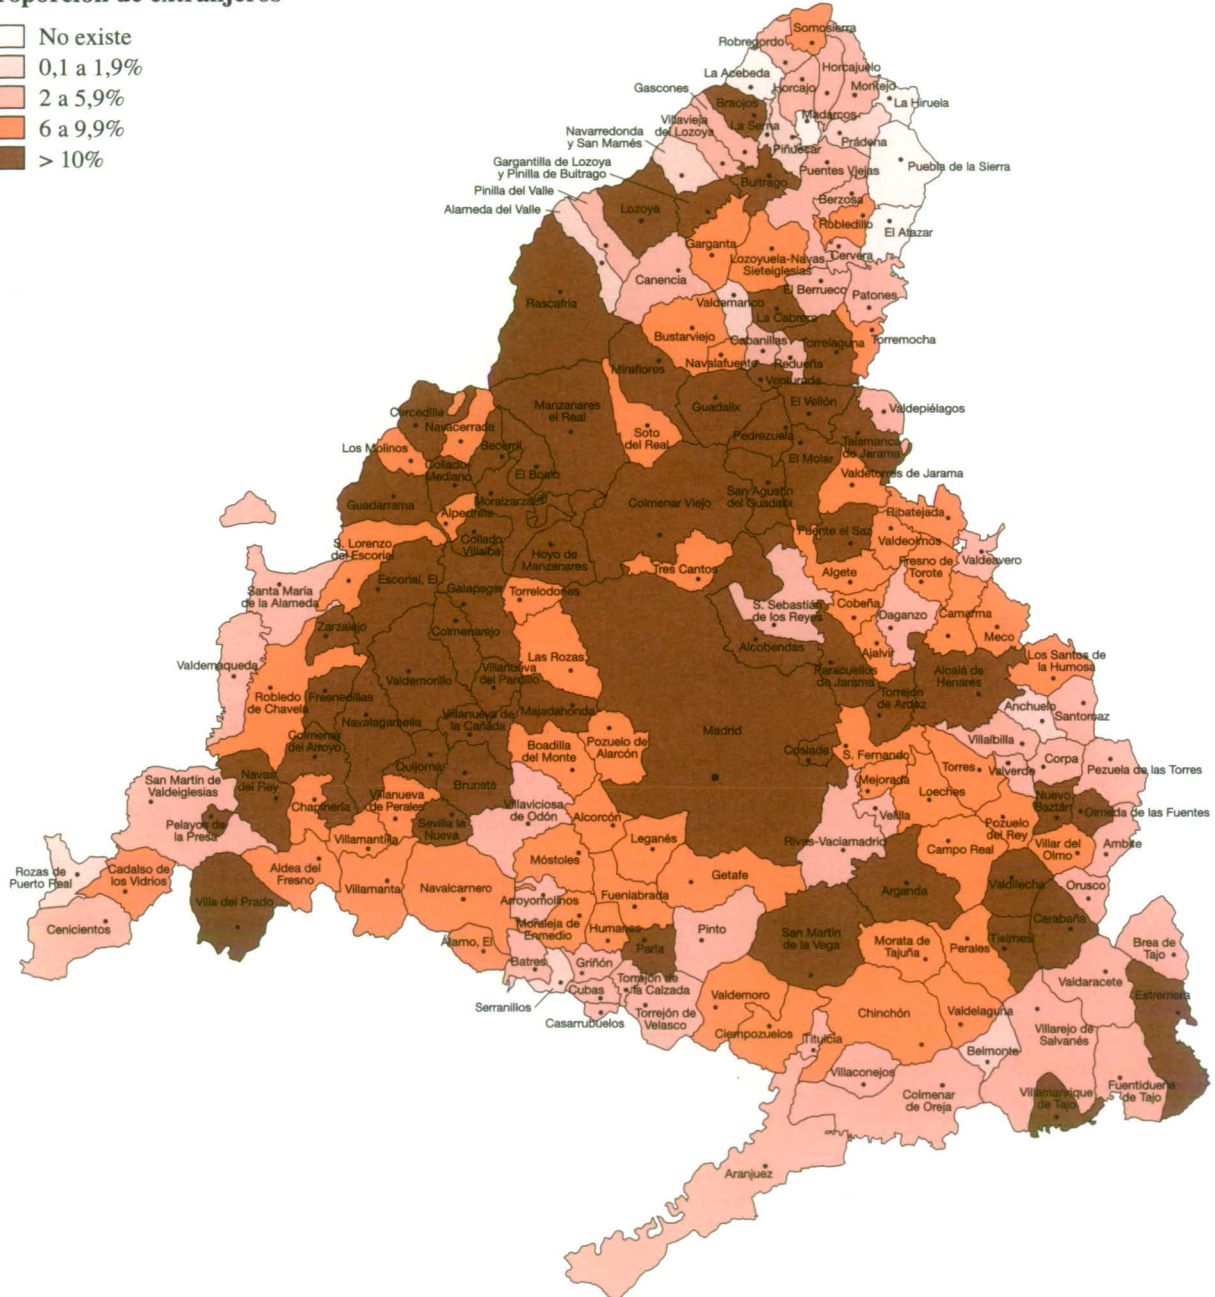 roporción de extranjeros
No existe
0,1 a 1,9%
2 a 5,9%
6 a 9,9%
> 10%
Somosierra
Robregordo
La Acebeda
Horcajuelo
Gascones
Horcajo
Montejo
La Hiruela
Braojos
Villavieja
del Lozoya
La Serna
Madarcos
Navarredonda
y San Mamés
Prádena
Piñuécar
Gargantilla de Lozoya
y Pinilla de Buitrago
Puentes Viejas
Puebla de la Sierra
Buitrago
Pinilla del Valle
Berzosa
Alameda del Valle
Lozoya
Robledillo
El Atazar
Garganta
Lozoyuela-Navas
Sieteiglesias
Cervera
Canencia
El Berrueco
Patones
Rascafría
Valdemanco
La Cabrera
Bustarviejo
Cabanillas
Torrelaguna
Torremocha
Navalafuente
Redueña
Miraflores
Venturada
Cercedilla
Manzanares
el Real
Guadalix
El Vellón
Valdepiélagos
Navacerrada
Soto
del Real
Pedrezuela
Talamanca
de Jarama
Los Molinos
Becerril
El Molar
Collado
Mediano
El Boalo
Valdetorres de Jarama
Guadarrama
Moralzarzal
Colmenar Viejo
San Agustín
del Guadalix
Alpedrete
Ribatejada
S. Lorenzo
del Escorial
Collado
Villalba
Hoyo de
Manzanares
Fuente el Saz
Valdeolmos
Tres Cantos
Algete
Fresno de
Torote
Valdeavero
Santa María
de la Alameda
Escorial, El
Galapagar
Torrelodones
S. Sebastián
de los Reyes
Cobeña
Daganzo
Camarma
Zarzalejo
Colmenarejo
Alcobendas
Meco
Valdemaqueda
Las Rozas
Ajalvir
Los Santos de
la Humosa
Villanueva
del Pardillo
Valdemorillo
Paracuellos
de Jarama
Alcalá de
Henares
Robledo
de Chavela
Fresnedillas
Torrejón
de Ardoz
Anchuelo
Santorcaz
Navalagamella
Villanueva de
la Cañada
Majadahonda
Madrid
Colmenar
del Arroyo
Boadilla
del Monte
Pozuelo de
Alarcón
Coslada
S. Fernando
Villalbilla
Corpa
Quijorna
Torres
Valverde
Pezuela de las Torres
San Martín de
Valdeiglesias
Navas
del Rey
Brunete
Mejorada
Loeches
Nuevo
Baztán
Chapinería
Villanueva
de Perales
Villaviciosa
de Odón
Velilla
Olmeda de las Fuentes
Pelayos de
la Presa
Sevilla la
Nueva
Alcorcón
Pozuelo
del Rey
Villamantilla
Leganés
Rivas-Vaciamadrid
Campo Real
Villar del
Olmo
Ambite
Rozas de
Puerto Real
Cadalso de
los Vidrios
Aldea del
Fresno
Móstoles
Getafe
Villamanta
Navalcarnero
Arganda
Valdilecha
Orusco
Villa del Prado
Arroyomolinos
Fuenlabrada
Cenicientos
Moraleja de
Enmedio
Humanes
Pinto
San Martín
de la Vega
Carabaña
Álamo, El
Parla
Morata de
Tajuña
Perales
Tielmes
Brea de
Tajo
Batres
Griñón
Torrejón de
la Calzada
Valdaracete
Cubas
Valdemoro
Estremera
Serranillos
Chinchón
Valdelaguna
Casarrubuelos
Torrejón de
Velasco
Ciempozuelos
Villarejo de
Salvanés
Titulcia
Belmonte
Villaconejos
Colmenar
de Oreja
Villamanrique
de Tajo
Fuentidueña
de Tajo
Aranjuez